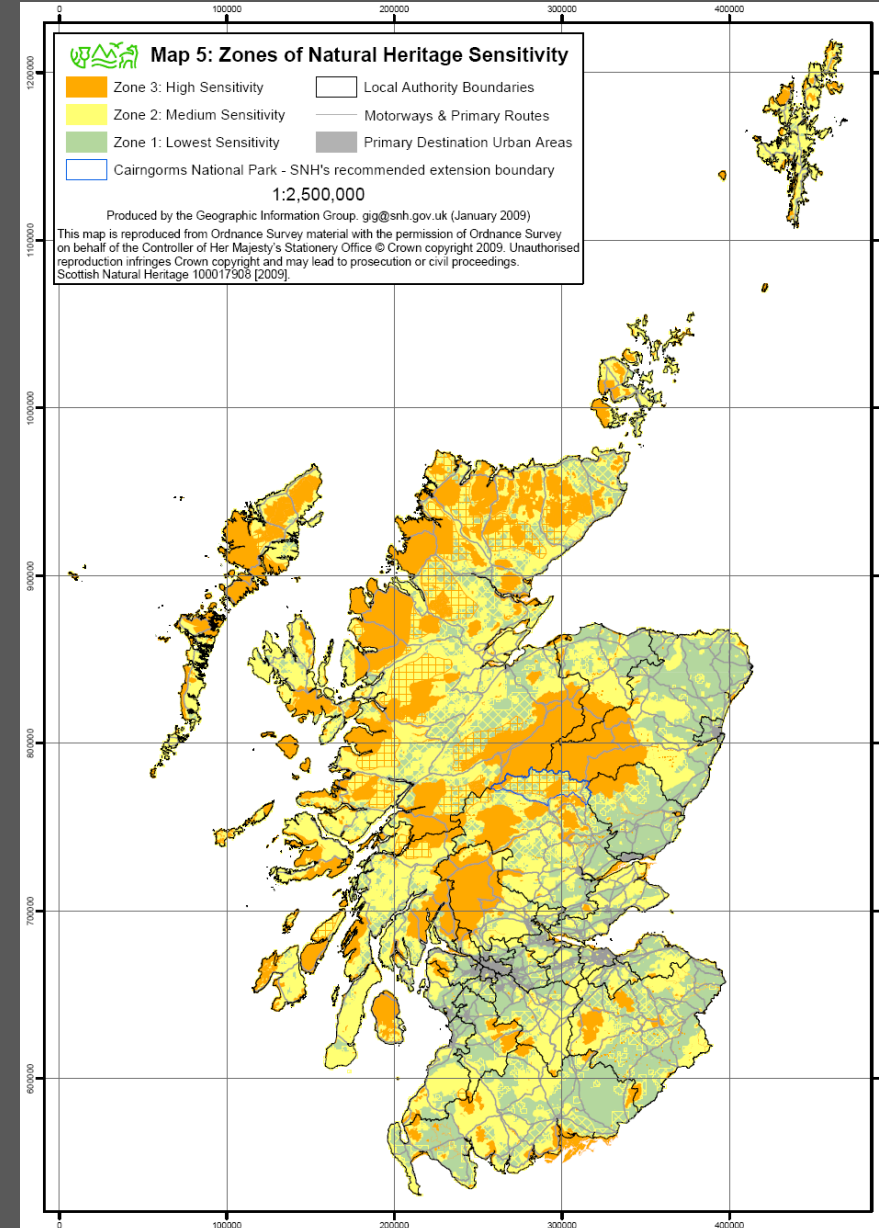 0 100000 200000 300000 400000
Map 5: Zones of Natural Heritage Sensitivity
Zone 3: High Sensitivity Local Authority Boundaries
Zone 2: Medium Sensitivity Motorways & Primary Routes
Zone 1: Lowest Sensitivity Primary Destination Urban Areas
Cairngorms National Park - SNH's recommended extension boundary
1:2,500,000
Produced by the Geographic Information Group. gig@snh.gov.uk (January 2009)
This map is reproduced from Ordnance Survey material with the permission of Ordnance Survey
on behalf of the Controller of Her Majesty's Stationery Office © Crown copyright 2009. Unauthorised
reproduction infringes Crown copyright and may lead to prosecution or civil proceedings.
Scottish Natural Heritage 100017908 [2009].
1200000
1100000
1000000
900000
800000
700000
600000
0 100000 200000 300000 400000